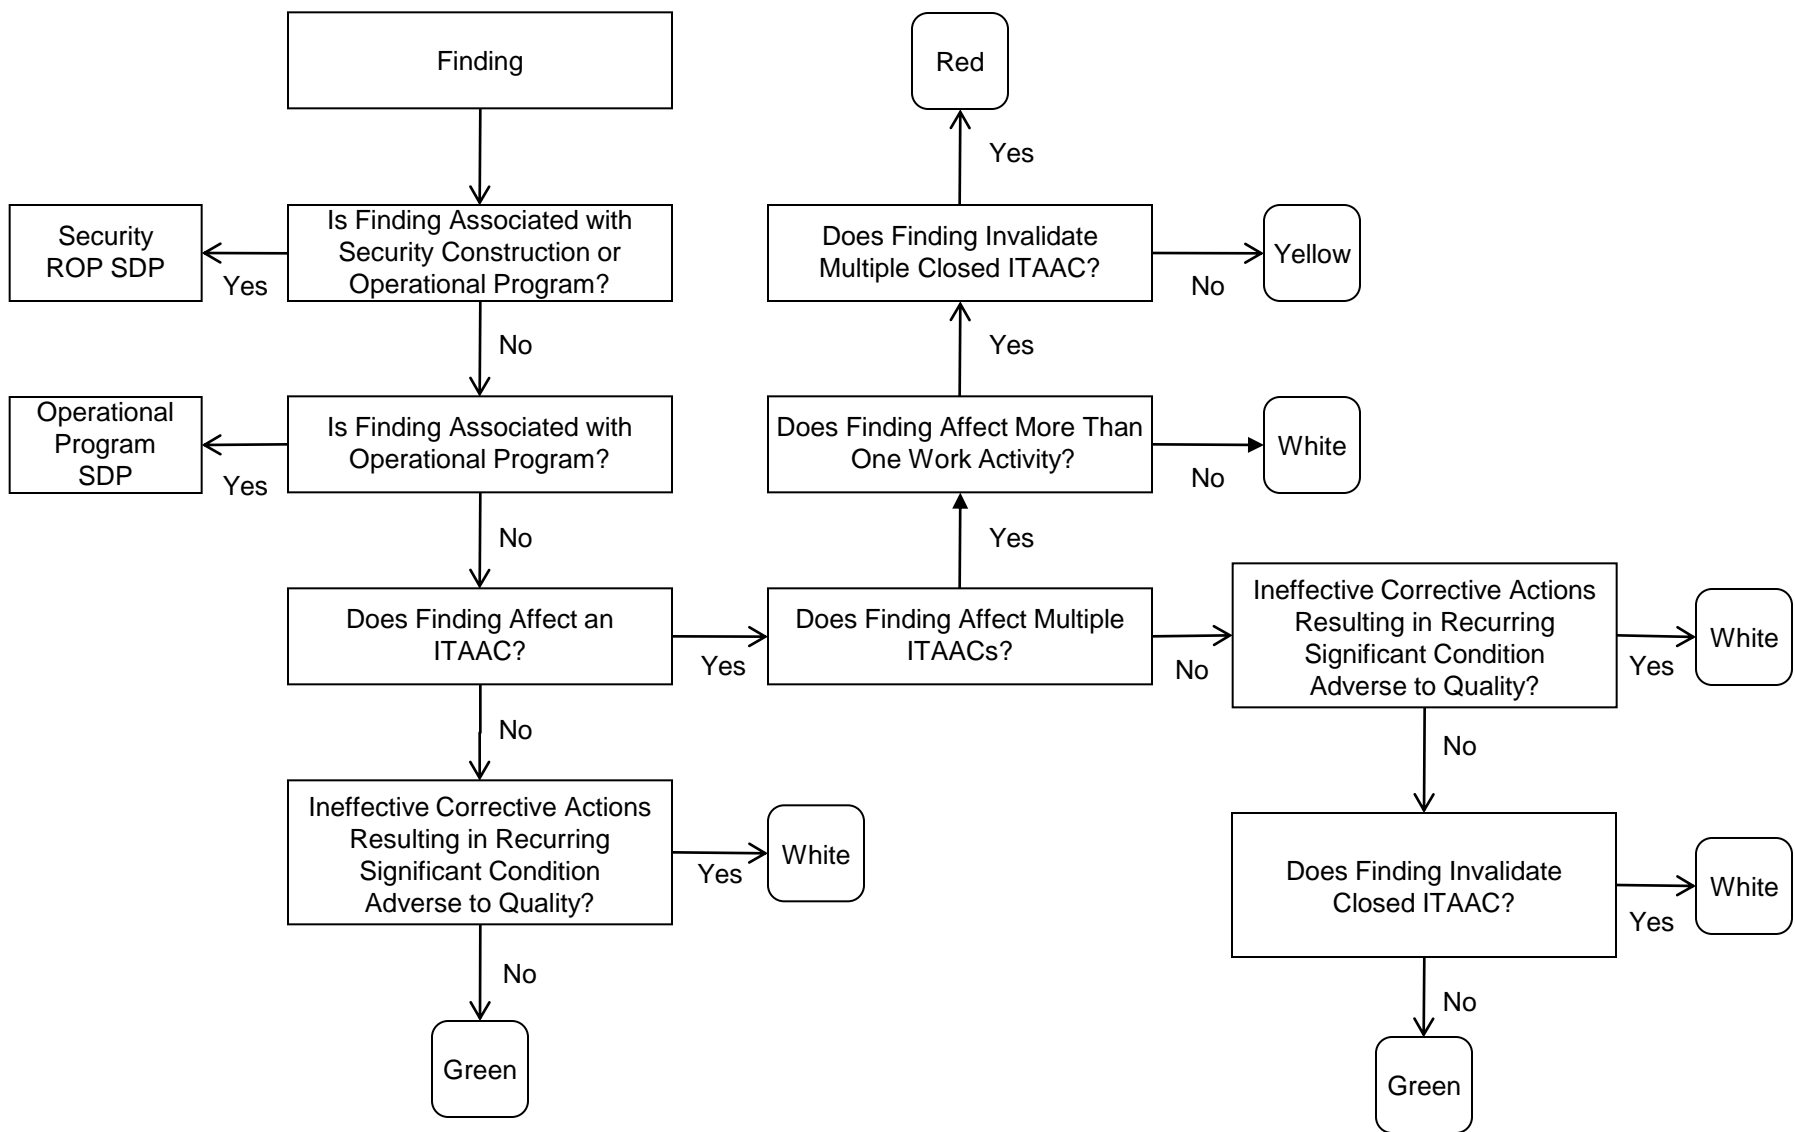 Finding
Red
Yes
Security
ROP SDP
Yes
Is Finding Associated with
Security Construction or
Operational Program?
Does Finding Invalidate
Multiple Closed ITAAC?
No
Yellow
No
Yes
Operational
Program
SDP
Yes
Is Finding Associated with
Operational Program?
Does Finding Affect More Than
One Work Activity?
No
White
No
Yes
Does Finding Affect an
ITAAC?
Yes
Does Finding Affect Multiple
ITAACs?
No
Ineffective Corrective Actions
Resulting in Recurring
Significant Condition
Adverse to Quality?
Yes
White
No
No
Ineffective Corrective Actions
Resulting in Recurring
Significant Condition
Adverse to Quality?
Yes
White
Does Finding Invalidate
Closed ITAAC?
Yes
White
No
No
Green
Green